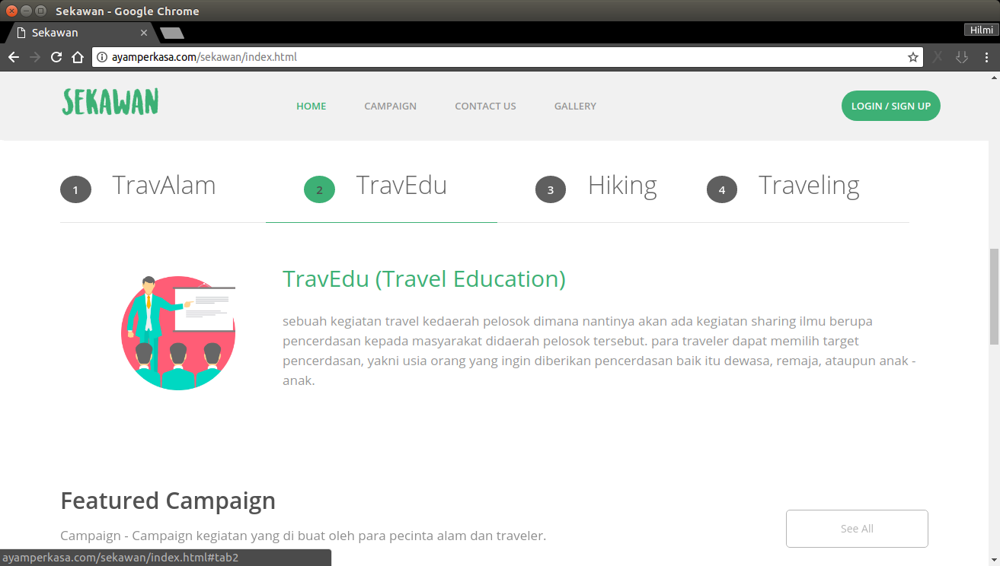 Sekawan - Google Chrome
Sekawan
Hilmi
ayamperkasa.com/sekawan/index.html
SEKAWAN
HOME CAMPAIGN CONTACT US GALLERY
LOGIN / SIGN UP
1 TravAlam 2 TravEdu 3 Hiking 4 Traveling
TravEdu (Travel Education)
sebuah kegiatan travel kedaerah pelosok dimana nantinya akan ada kegiatan sharing ilmu berupa
pencerdasan kepada masyarakat didaerah pelosok tersebut. para traveler dapat memilih target
pencerdasan, yakni usia orang yang ingin diberikan pencerdasan baik itu dewasa, remaja, ataupun anak -
anak.
Featured Campaign
See All
Campaign - Campaign kegiatan yang di buat oleh para pecinta alam dan traveler.
ayamperkasa.com/sekawan/index.html#tab2